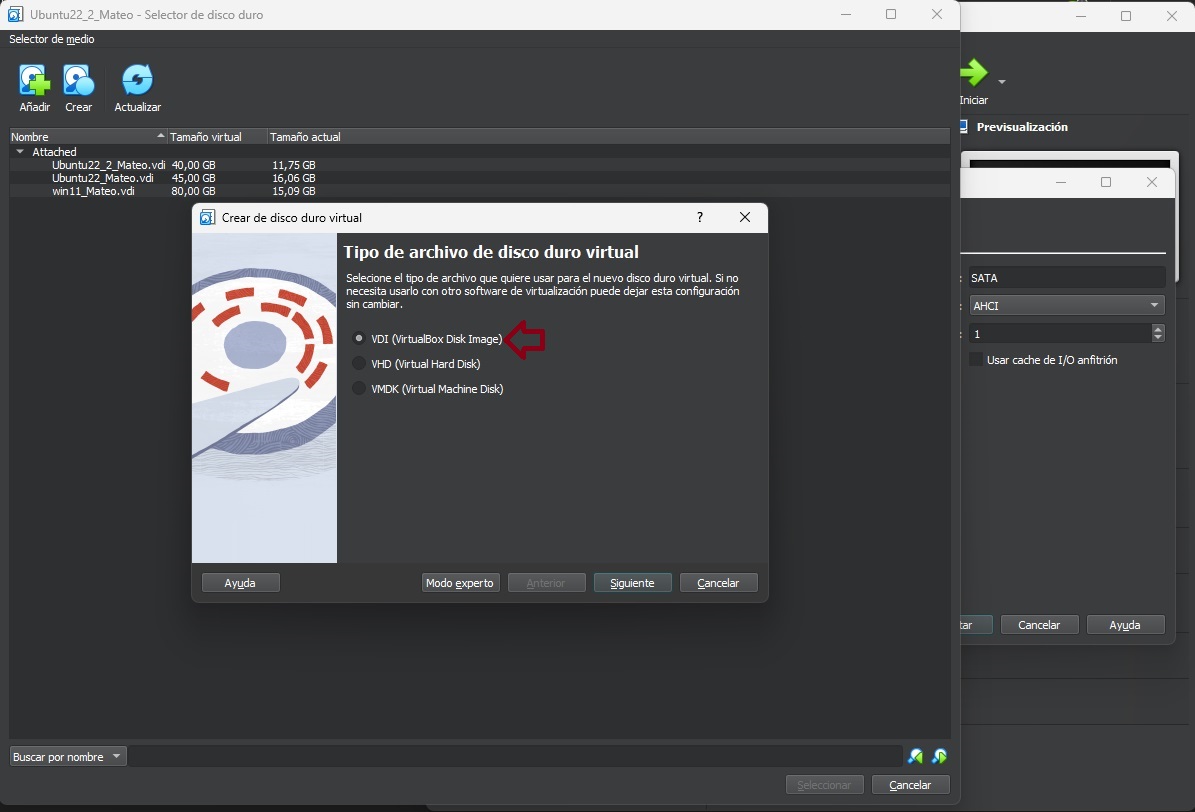 Ubuntu22_2_Mateo - Selector de disco duro
Selector de medio
Añadir
Crear
Actualizar
Nombre Tamaño virtual Tamaño actual
Attached
Ubuntu22_2_Mateo.vdi 40,00 GB 11,75 GB
Ubuntu22_Mateo.vdi 45,00 GB 16,06 GB
win11_Mateo.vdi 80,00 GB 15,09 GB
Crear de disco duro virtual
?
Tipo de archivo de disco duro virtual
Selecione el tipo de archivo que quiere usar para el nuevo disco duro virtual. Si no
necesita usarlo con otro software de virtualización puede dejar esta configuración
sin cambiar.
VDI (VirtualBox Disk Image)
VHD (Virtual Hard Disk)
VMDK (Virtual Machine Disk)
Ayuda
Modo experto
Anterior
Siguiente
Cancelar
Buscar por nombre
Seleccionar
Cancelar
Iniciar
Previsualización
: SATA
: AHCI
: 1
Usar cache de I/O anfitrión
tar
Cancelar
Ayuda